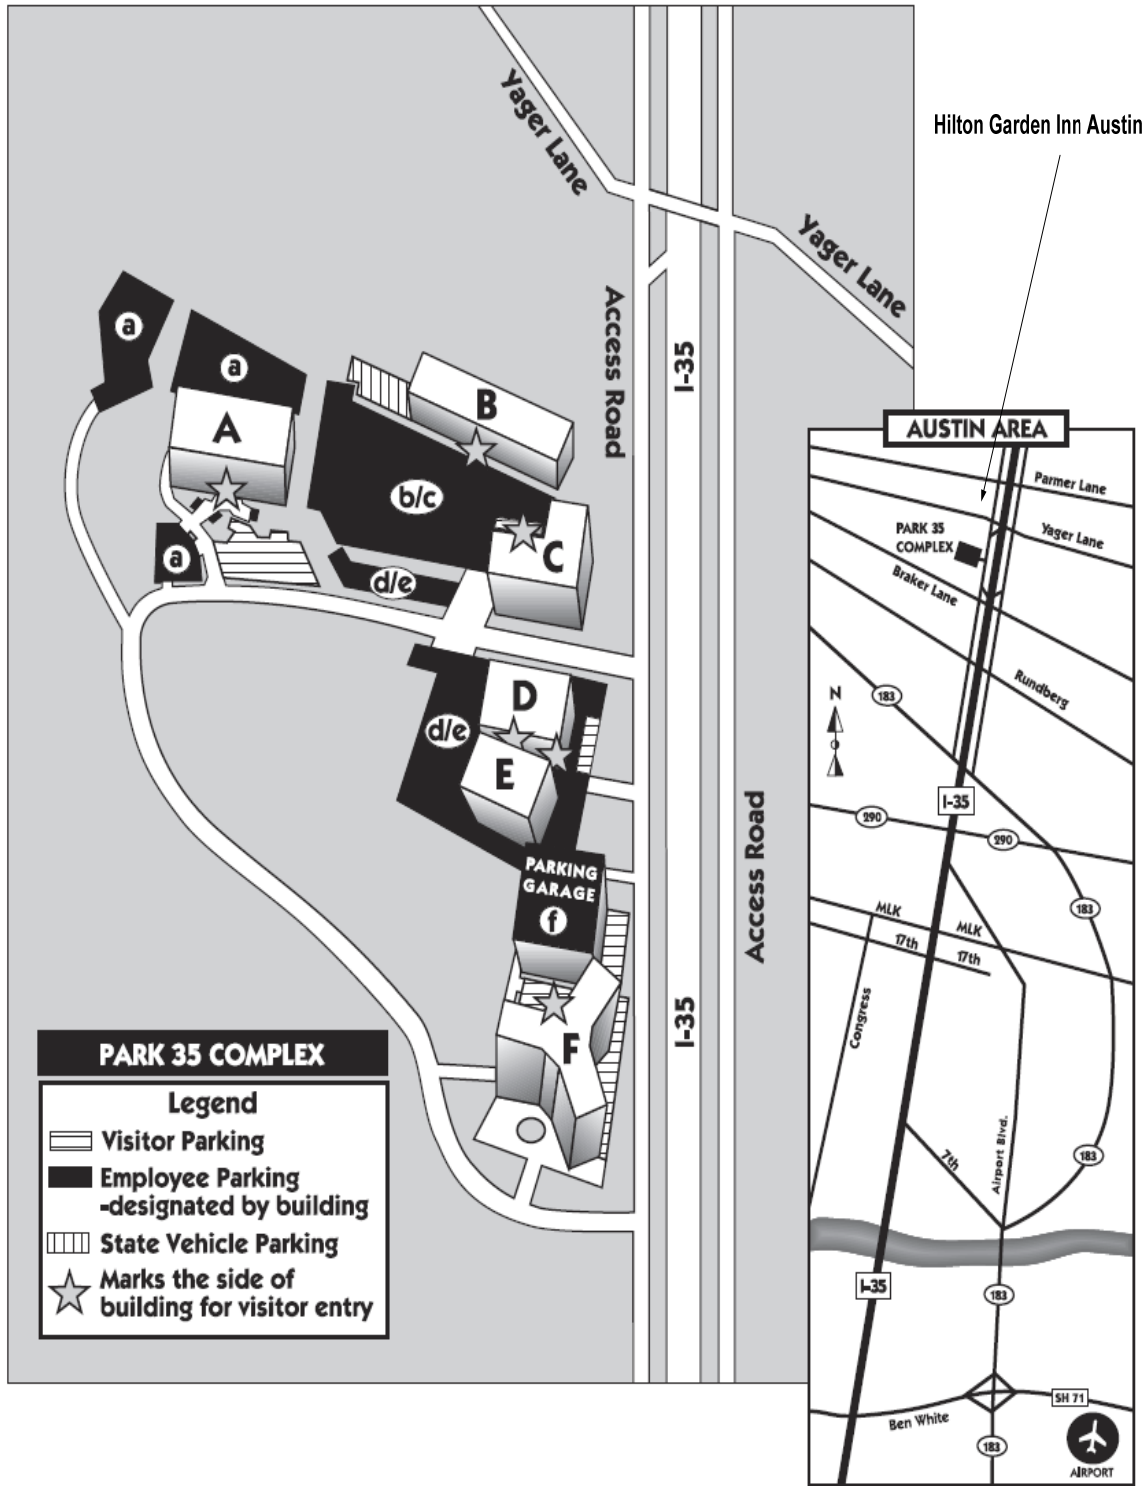 Yager Lane
Hilton Garden Inn Austin
Yager Lane
Access Road
I-35
a
a
A
B
b/c
C
a
d/e
D
d/e
E
PARKING
GARAGE
f
F
Access Road
I-35
PARK 35 COMPLEX
Legend
Visitor Parking
Employee Parking
-designated by building
State Vehicle Parking
Marks the side of
building for visitor entry
AUSTIN AREA
Parmer Lane
Yager Lane
PARK 35
COMPLEX
Braker Lane
Rundberg
183
N
I-35
290
290
183
MLK
MLK
17th
17th
Congress
Airport Blvd.
7th
183
I-35
183
SH 71
Ben White
183
AIRPORT